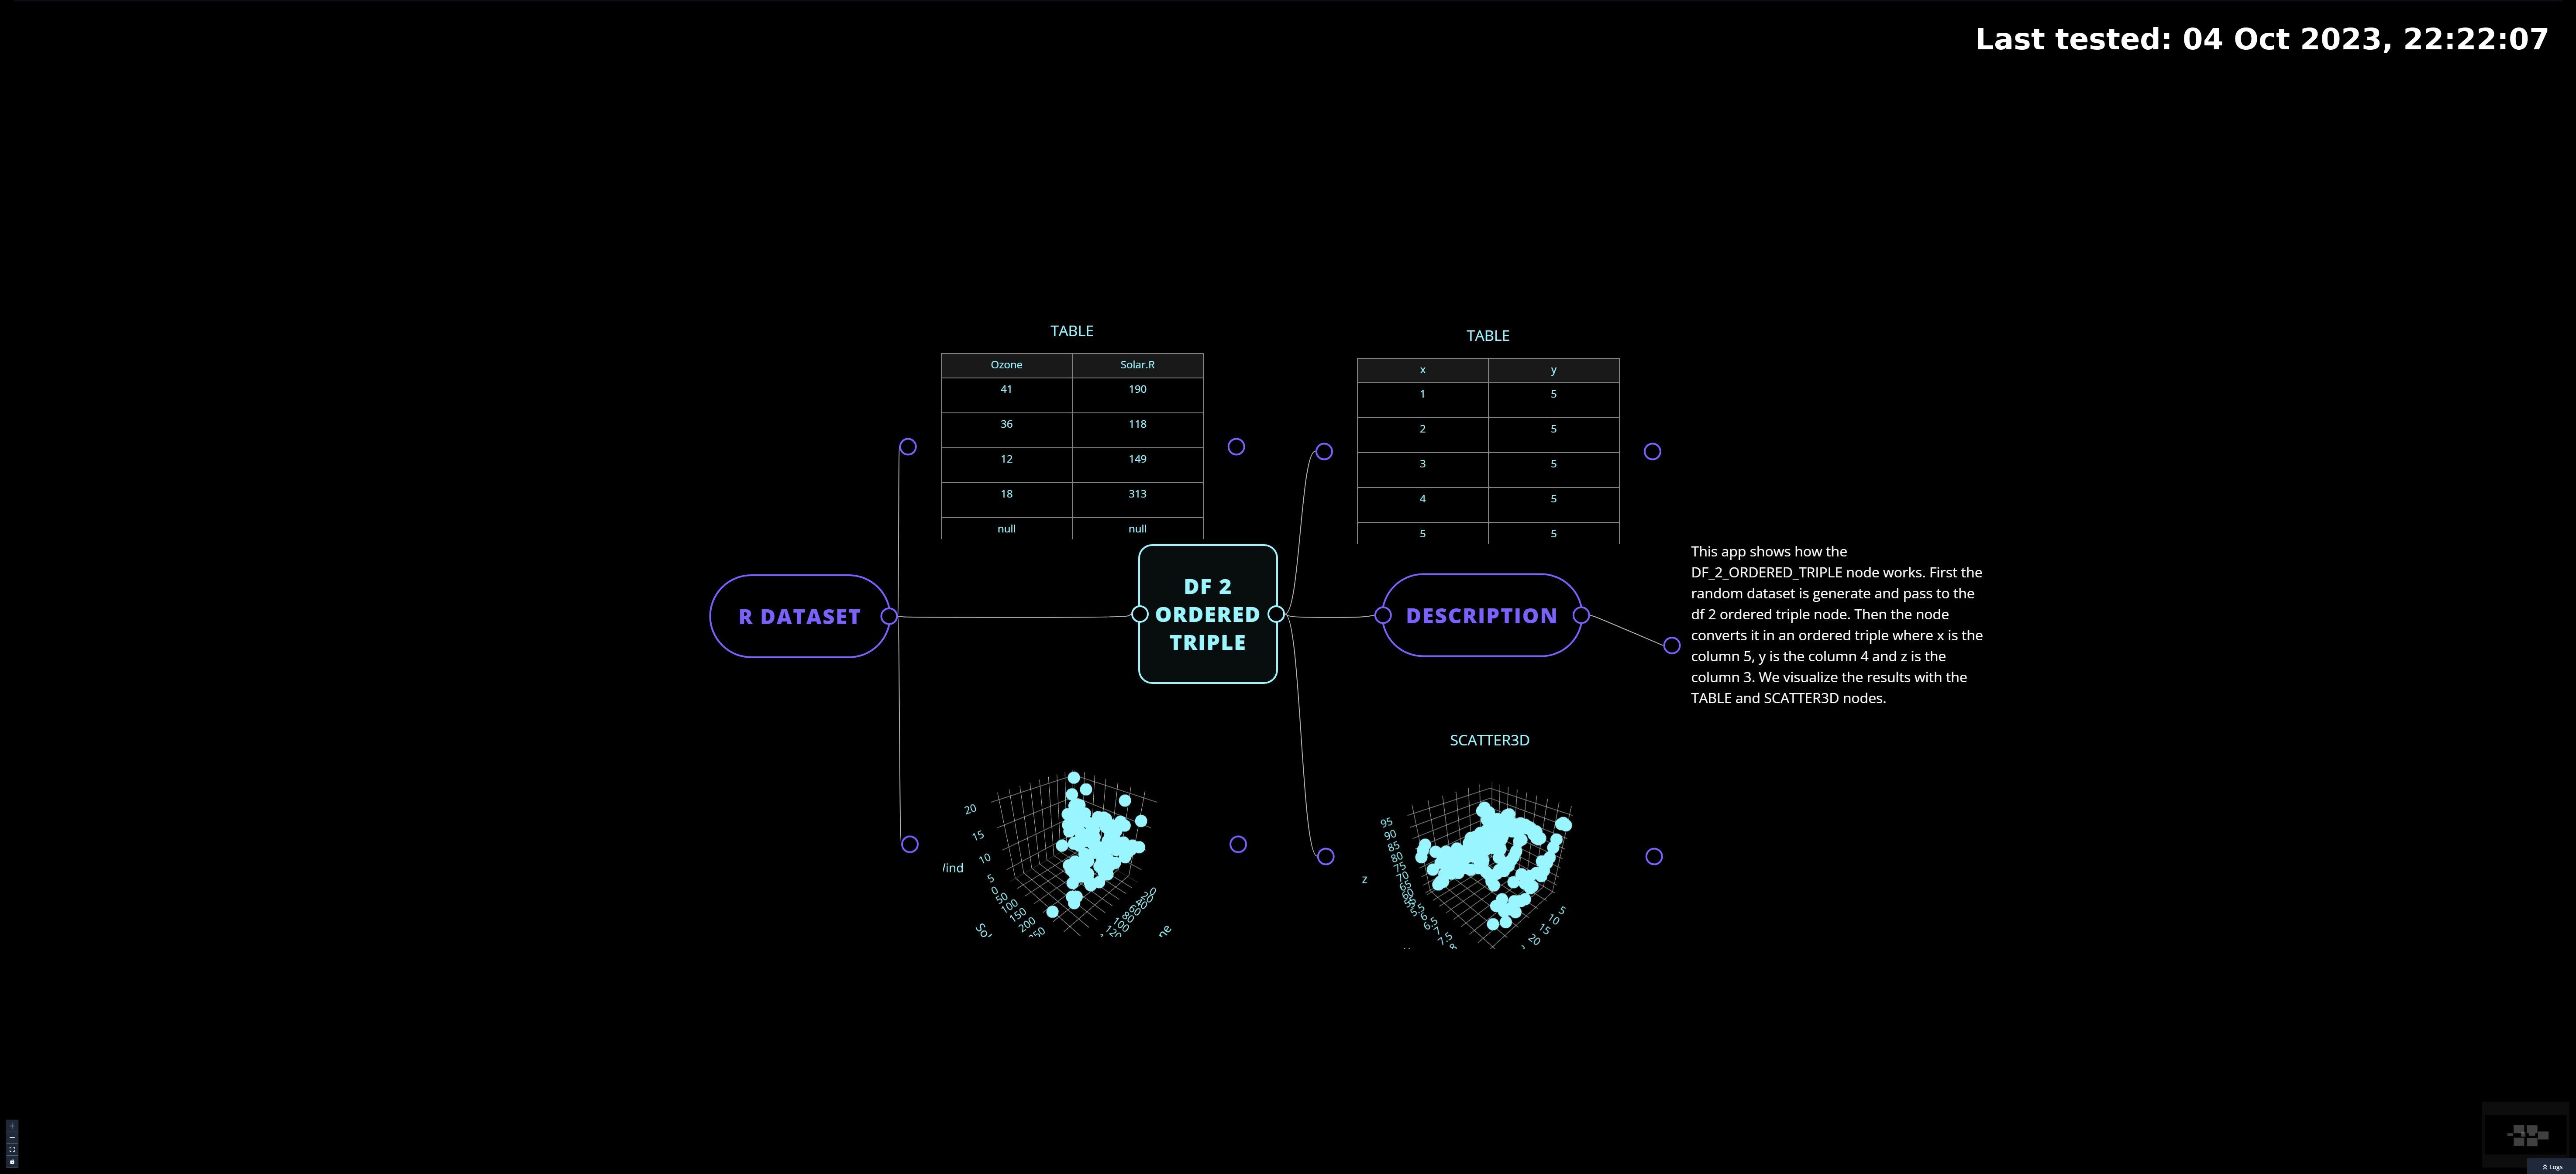 Last tested: 04 Oct 2023, 22:22:07
TABLE
Ozone Solar.R
41 190
36 118
12 149
18 313
null null
TABLE
x y
1 5
2 5
3 5
4 5
5 5
R DATASET
DF 2
ORDERED
TRIPLE
DESCRIPTION
This app shows how the
DF_2_ORDERED_TRIPLE node works. First the
random dataset is generate and pass to the
df 2 ordered triple node. Then the node
converts it in an ordered triple where x is the
column 5, y is the column 4 and z is the
column 3. We visualize the results with the
TABLE and SCATTER3D nodes.
20
15
10
5
0
50
100
150
200
SCATTER3D
95
90
85
80
75
70
z
5
10
15
20
Logs